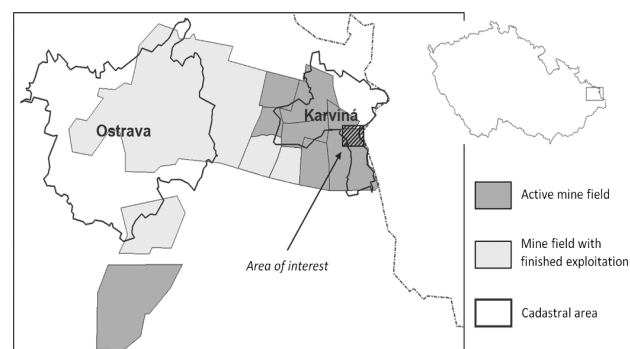 Ostrava
Karviná
Area of interest
Active mine field
Mine field with
finished exploitation
Cadastral area